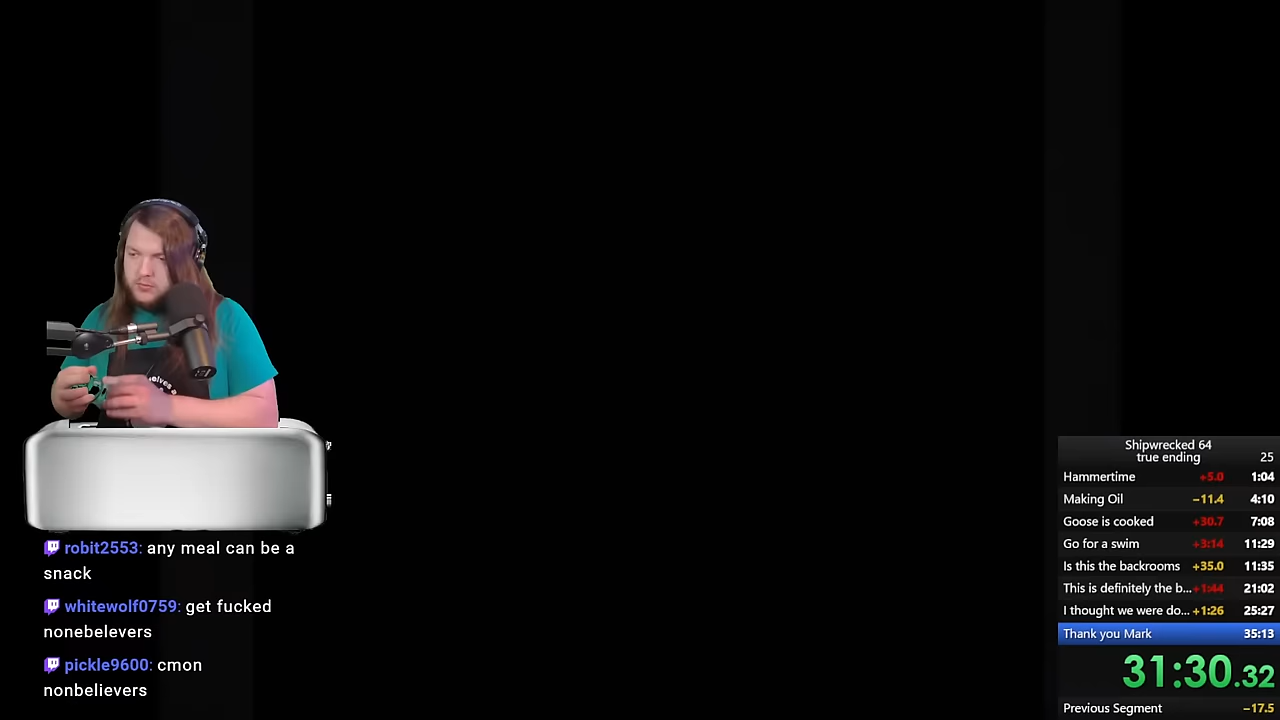 elves a
robit2553: any meal can be a
snack
whitewolf0759: get fucked
nonebelevers
pickle9600: cmon
nonbelievers
Shipwrecked 64
true ending 25
Hammertime +5.0 1:04
Making Oil −11.4 4:10
Goose is cooked +30.7 7:08
Go for a swim +3:14 11:29
Is this the backrooms +35.0 11:35
This is definitely the b... +1:44 21:02
I thought we were do... +1:26 25:27
Thank you Mark 35:13
31:30.32
Previous Segment −17.5